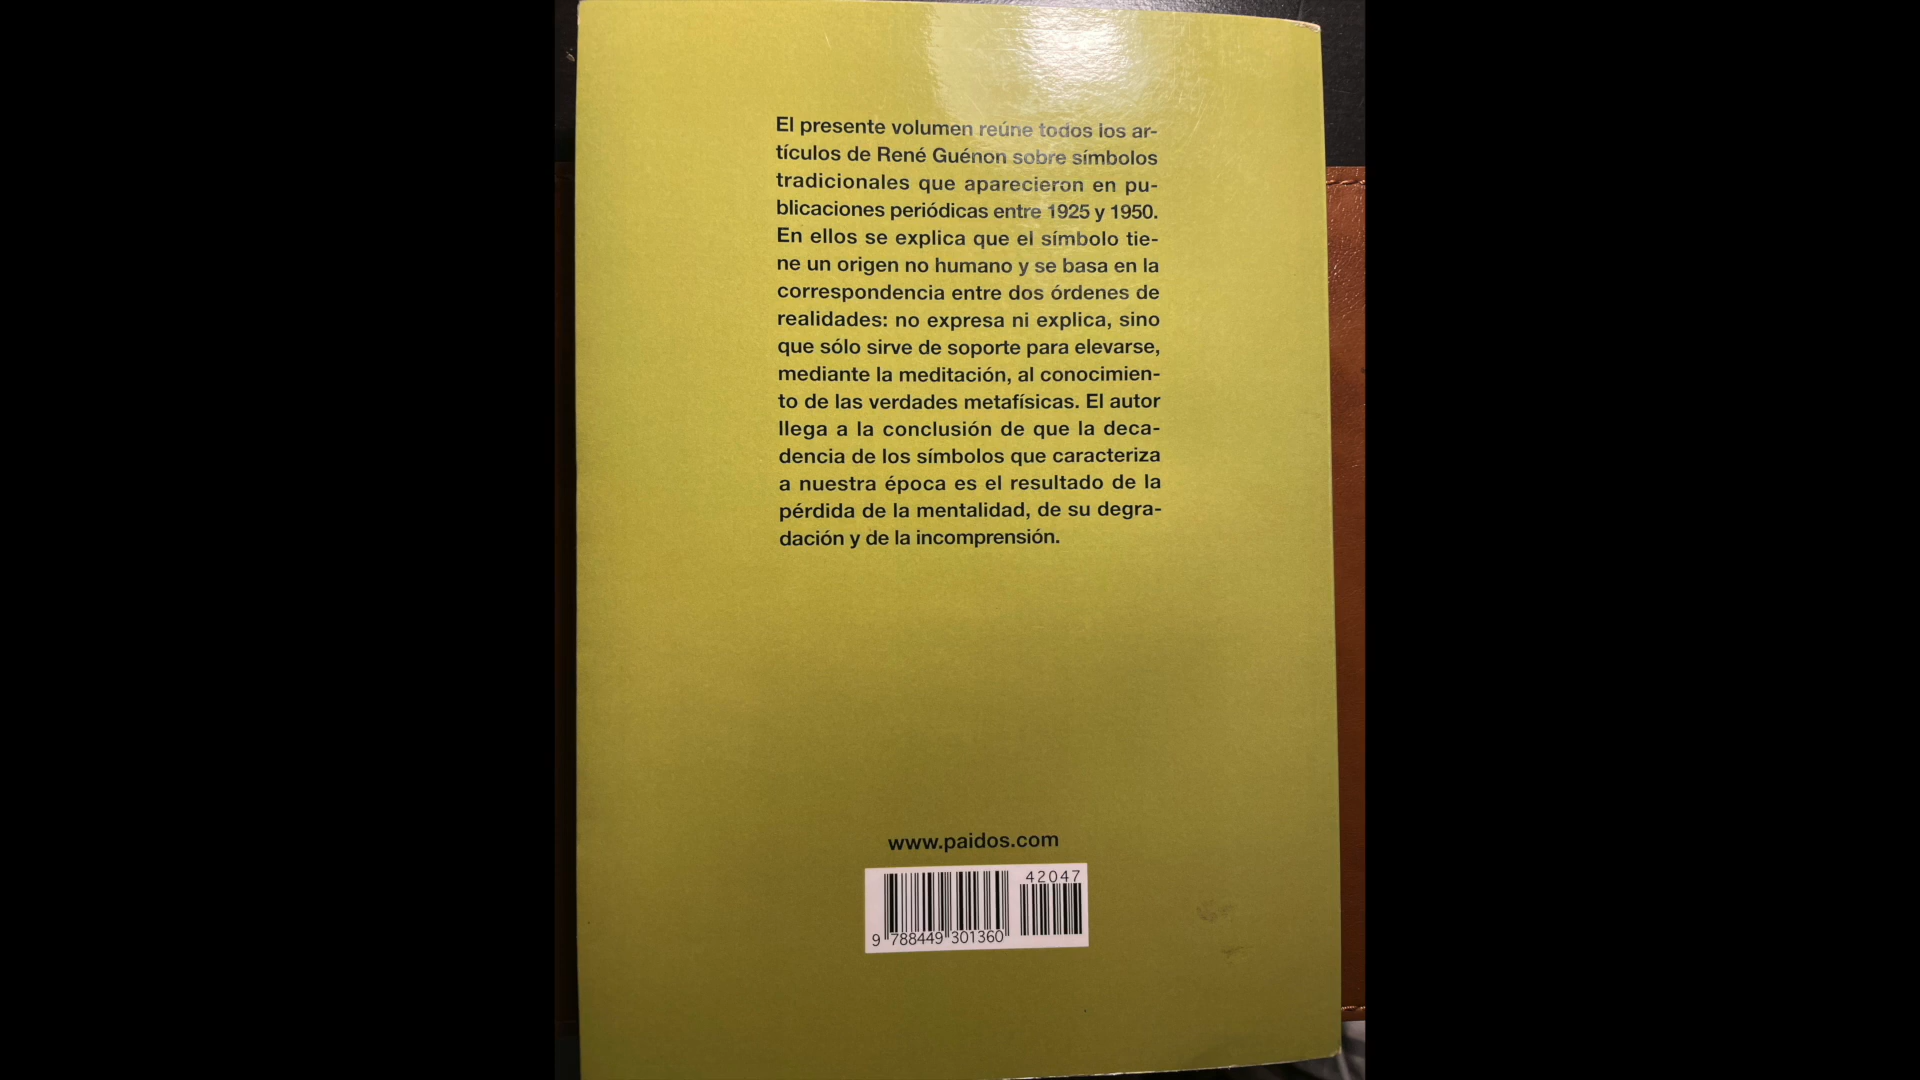 El presente volumen reúne todos los ar-
tículos de René Guénon sobre símbolos
tradicionales que aparecieron en pu-
blicaciones periódicas entre 1925 y 1950.
En ellos se explica que el símbolo tie-
ne un origen no humano y se basa en la
correspondencia entre dos órdenes de
realidades: no expresa ni explica, sino
que sólo sirve de soporte para elevarse,
mediante la meditación, al conocimien-
to de las verdades metafísicas. El autor
llega a la conclusión de que la deca-
dencia de los símbolos que caracteriza
a nuestra época es el resultado de la
pérdida de la mentalidad, de su degra-
dación y de la incomprensión.
www.paidos.com
42047
9 788449 301360